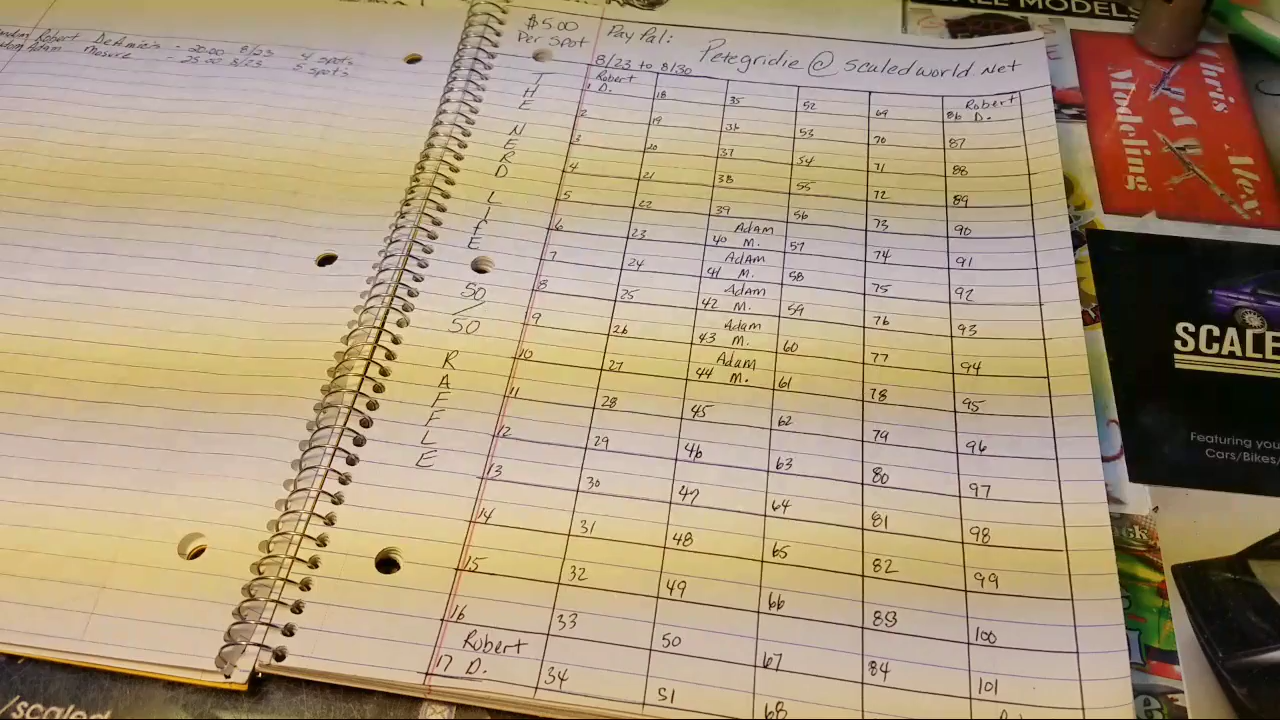 Robert DeAmicis - 20.00 8/23 4 spots
Adam Masure - 25.00 8/23 5 spots
$5.00
Per Spot
PayPal:
Petegridie@scaledworld.net
8/23 to 8/30
THE
NERD
LIFE
50/50
RAFFLE
1 Robert D. 18 35 52 69 86 Robert D.
2 19 36 53 70 87
3 20 37 54 71 88
4 21 38 55 72 89
5 22 39 56 73 90
6 23 40 Adam M. 57 74 91
7 24 41 Adam M. 58 75 92
8 25 42 Adam M. 59 76 93
9 26 43 Adam M. 60 77 94
10 27 44 Adam M. 61 78 95
11 28 45 62 79 96
12 29 46 63 80 97
13 30 47 64 81 98
14 31 48 65 82 99
15 32 49 66 83 100
16 33 50 67 84 101
17 Robert D. 34 51 68
MODELS
Chris & Alex
Modeling
SCALE
Featuring you
Cars/Bikes/
/scaled